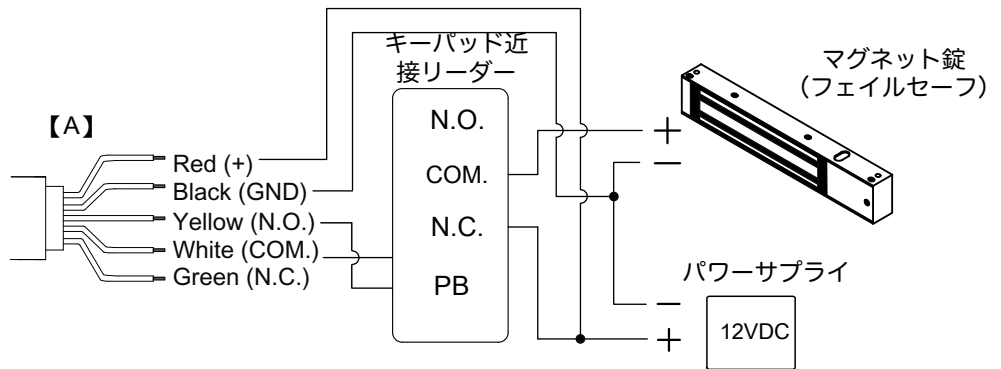 キーパッド近
接リーダー
マグネット錠
(フェイルセーフ)
【A】
Red (+)
Black (GND)
Yellow (N.O.)
White (COM.)
Green (N.C.)
N.O.
COM.
N.C.
PB
+
−
パワーサプライ
−
+
12VDC